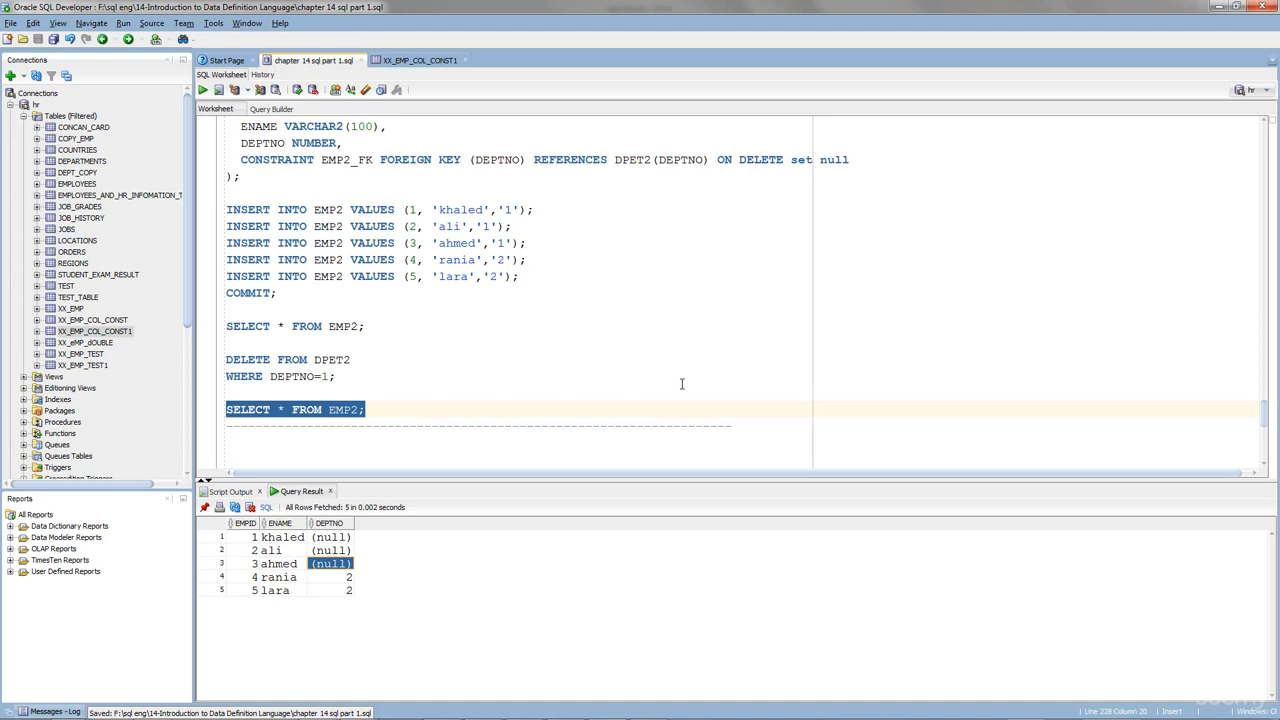 Oracle SQL Developer : F:\sql eng\14-Introduction to Data Definition Language\chapter 14 sql part 1.sql
File Edit View Navigate Run Source Team Tools Window Help
Connections
Start Page chapter 14 sql part 1.sql XX_EMP_COL_CONST1
SQL Worksheet History
hr
Worksheet Query Builder
Connections
hr
Tables (Filtered)
CONCAN_CARD
COPY_EMP
COUNTRIES
DEPARTMENTS
DEPT_COPY
EMPLOYEES
EMPLOYEES_AND_HR_INFOMATION_T
JOB_GRADES
JOB_HISTORY
JOBS
LOCATIONS
ORDERS
REGIONS
STUDENT_EXAM_RESULT
TEST
TEST_TABLE
XX_EMP
XX_EMP_COL_CONST
XX_EMP_COL_CONST1
XX_eMP_dOUBLE
XX_EMP_TEST
XX_EMP_TEST1
Views
Editioning Views
Indexes
Packages
Procedures
Functions
Queues
Queues Tables
Triggers
Crossedition Triggers
ENAME VARCHAR2(100),
DEPTNO NUMBER,
CONSTRAINT EMP2_FK FOREIGN KEY (DEPTNO) REFERENCES DPET2(DEPTNO) ON DELETE set null
);
INSERT INTO EMP2 VALUES (1, 'khaled','1');
INSERT INTO EMP2 VALUES (2, 'ali','1');
INSERT INTO EMP2 VALUES (3, 'ahmed','1');
INSERT INTO EMP2 VALUES (4, 'rania','2');
INSERT INTO EMP2 VALUES (5, 'lara','2');
COMMIT;
SELECT * FROM EMP2;
DELETE FROM DPET2
WHERE DEPTNO=1;
SELECT * FROM EMP2;
---------------------------------------------------------------------
Reports
All Reports
Data Dictionary Reports
Data Modeler Reports
OLAP Reports
TimesTen Reports
User Defined Reports
Script Output Query Result
SQL All Rows Fetched: 5 in 0.002 seconds
EMPID ENAME DEPTNO
1 1 khaled (null)
2 2 ali (null)
3 3 ahmed (null)
4 4 rania 2
5 5 lara 2
Messages - Log Saved: F:\sql eng\14-Introduction to Data Definition Language\chapter 14 sql part 1.sql
Line 228 Column 20 Insert